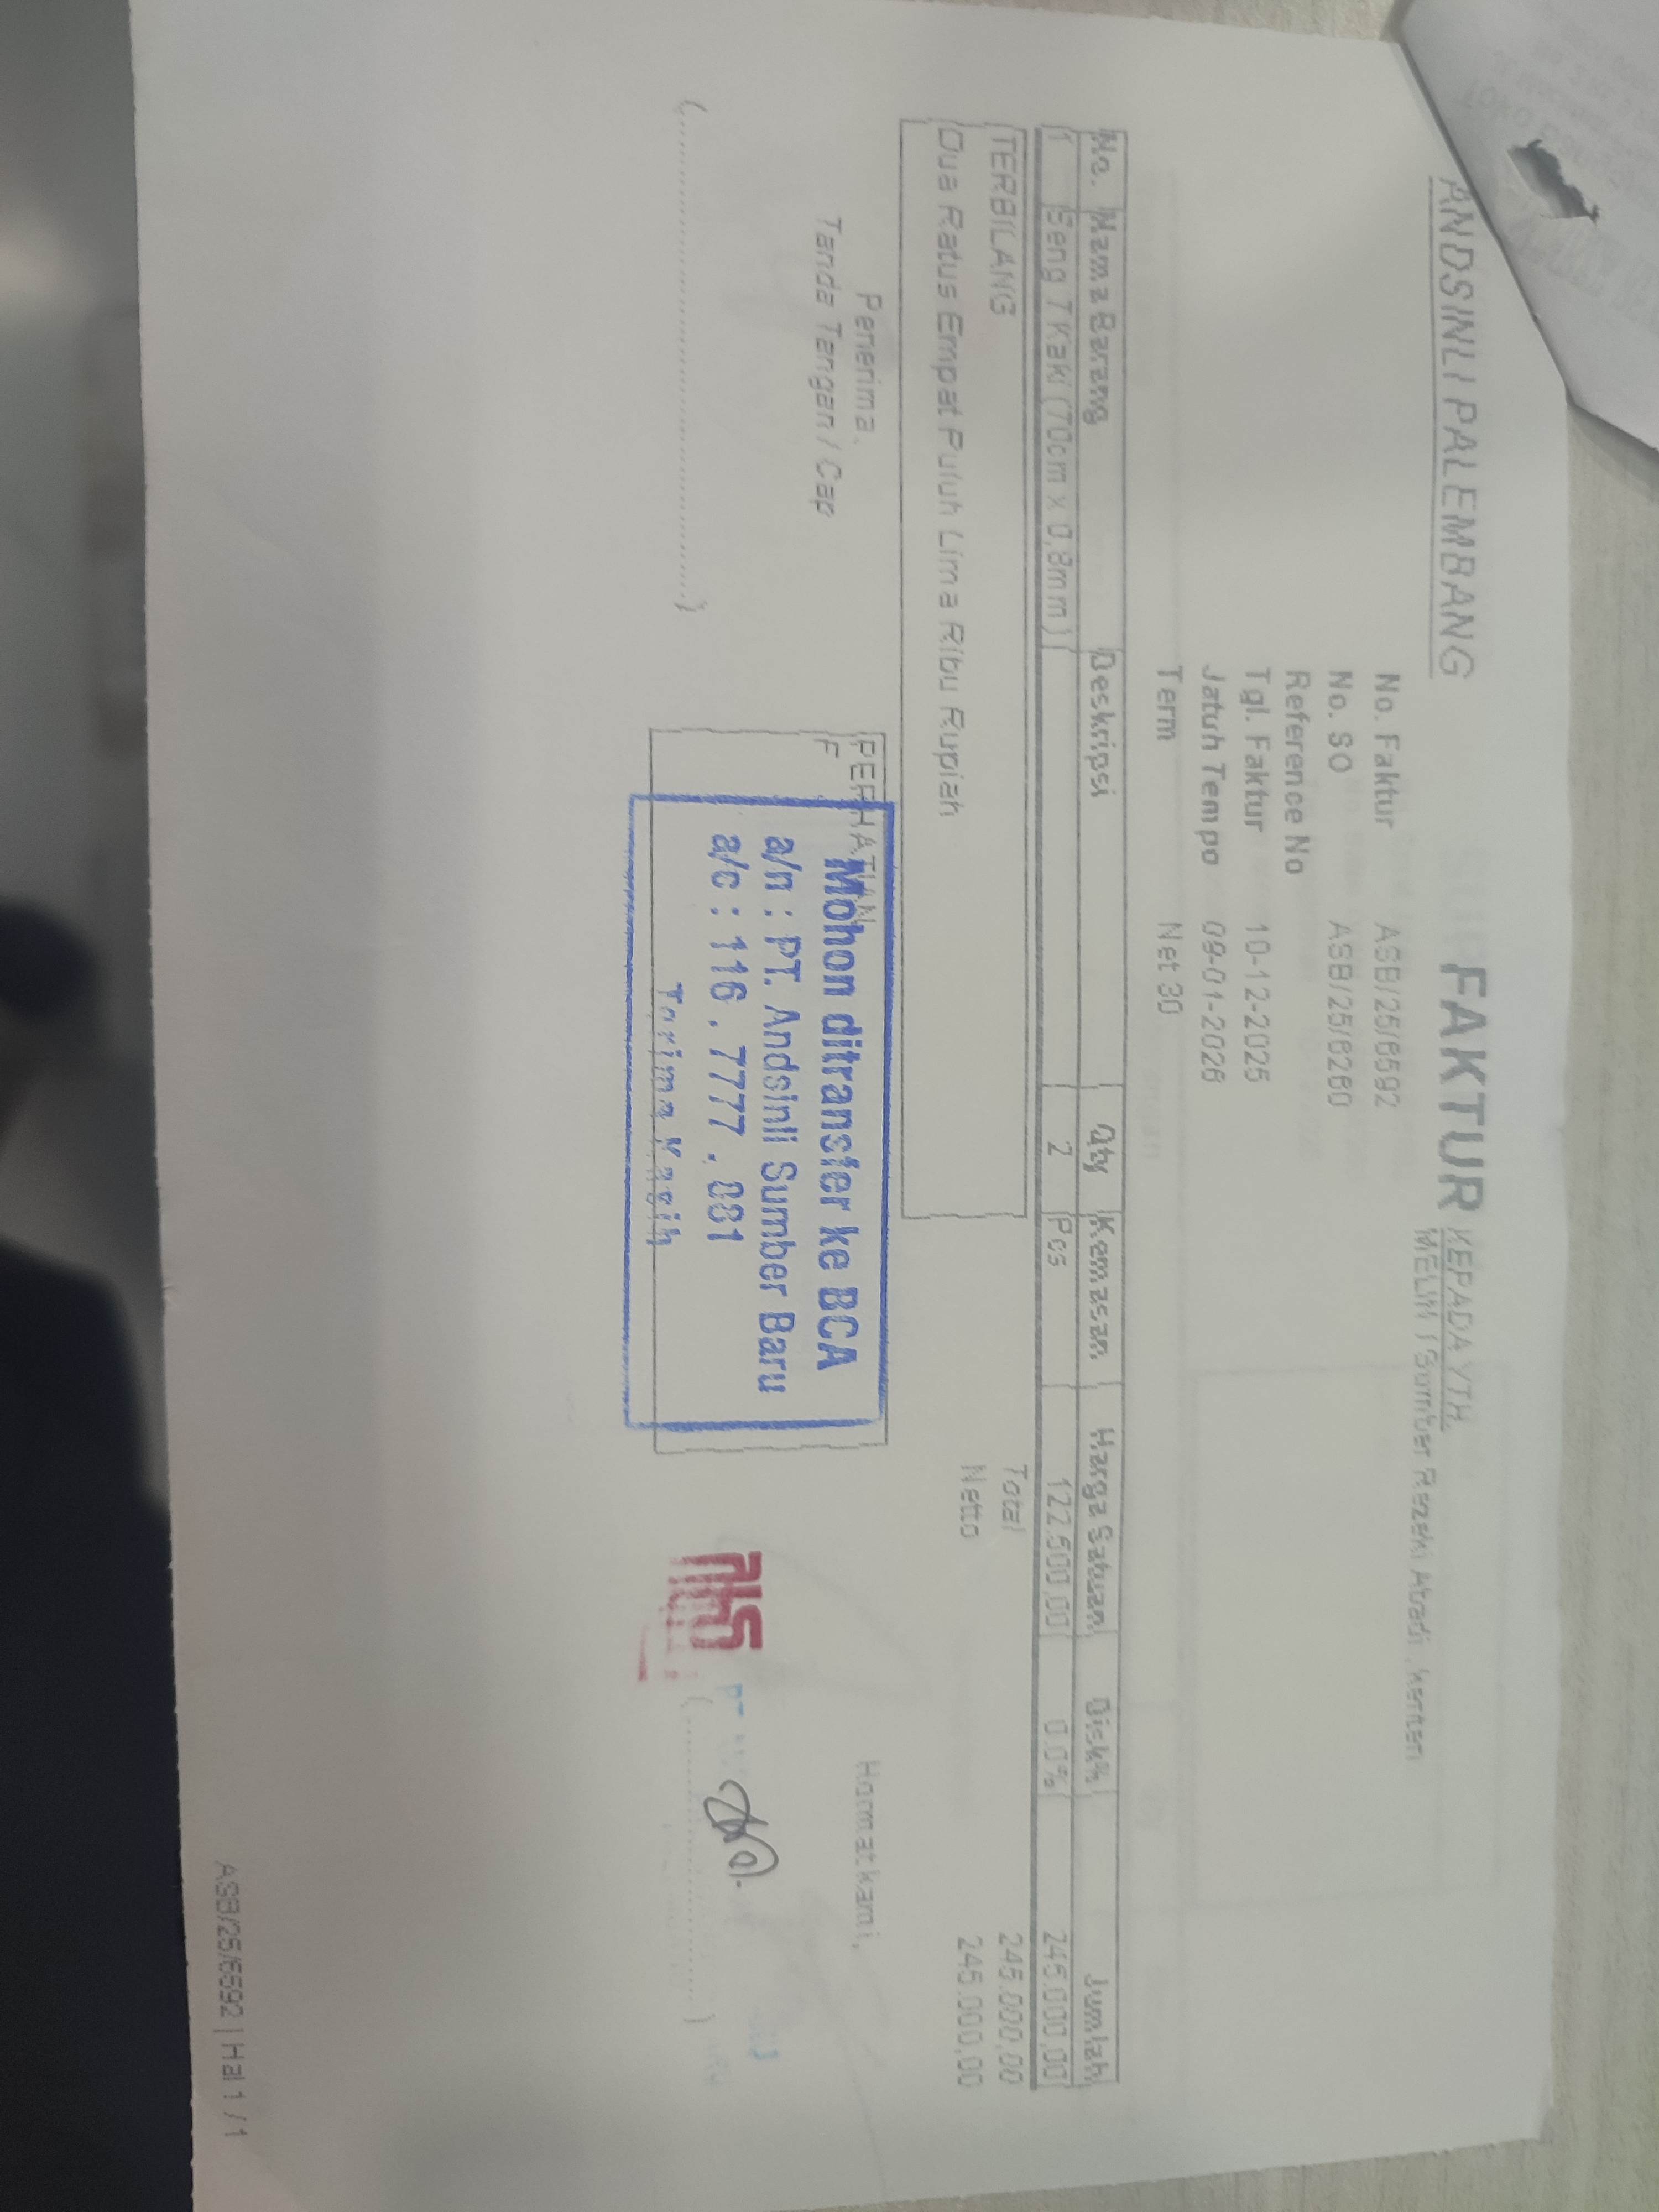 ANDSINLI PALEMBANG
FAKTUR
KEPADA YTH.
MELIN / Sumber Rezeki Abadi , Kenten
No. Faktur ASB/25/6592
No. SO ASB/25/6260
Reference No
Tgl. Faktur 10-12-2025
Jatuh Tempo 09-01-2026
Term Net 30
No. Nama Barang Deskripsi Qty Kemasan Harga Satuan Disk% Jumlah
1 Seng 7 Kaki (70cm x 0,8mm) 2 Pcs 122.500,00 0.0% 245.000,00
TERBILANG
Total 245.000,00
Dua Ratus Empat Puluh Lima Ribu Rupiah
Netto 245.000,00
Penerima,
Tanda Tangan / Cap
PERHATIAN
Mohon ditransfer ke BCA
a/n : PT. Andsinli Sumber Baru
a/c : 116 . 7777 . 081
Terima Kasih
Hormat kami,
(....................)
(....................)
ASB/25/6592 | Hal 1 / 1